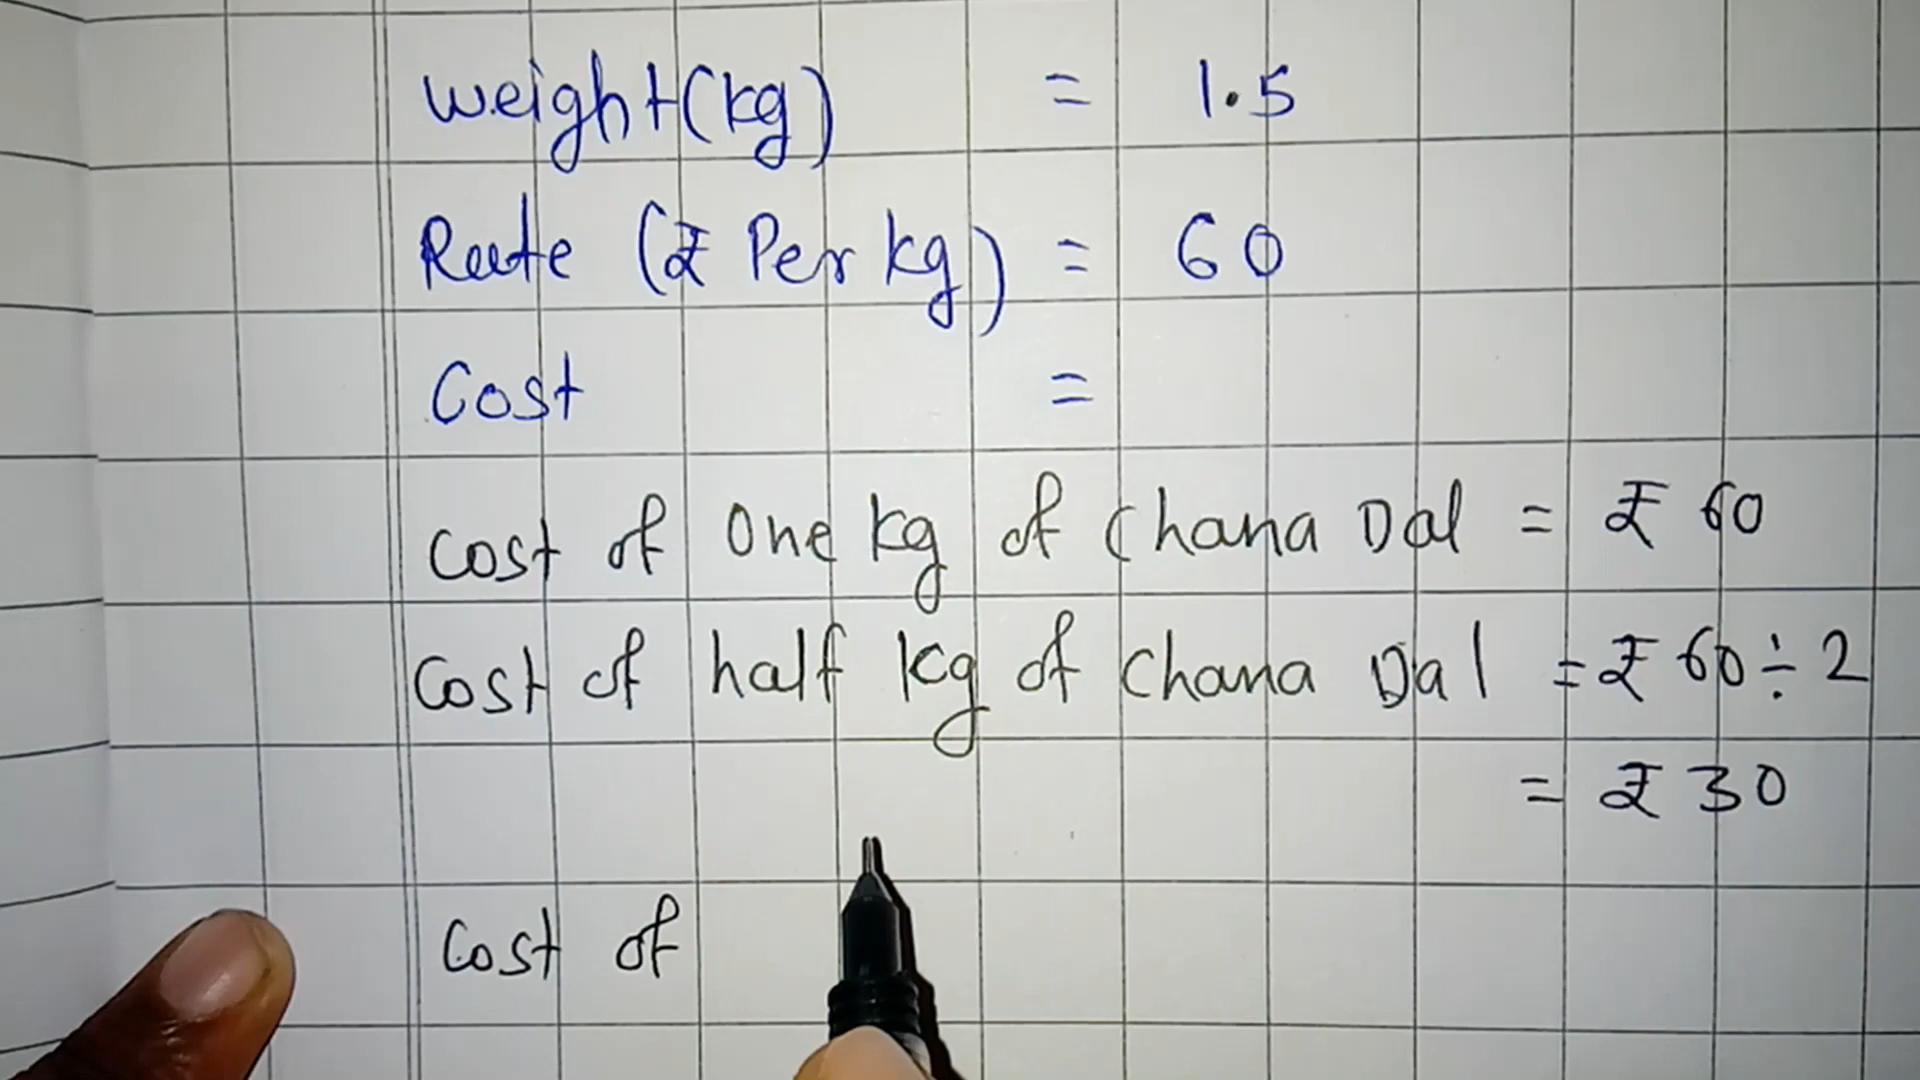 Weight(kg) = 1.5
Rate (₹ Per kg) = 60
Cost =
Cost of One kg of Chana Dal = ₹ 60
Cost of half kg of Chana Dal = ₹ 60 ÷ 2
= ₹ 30
Cost of